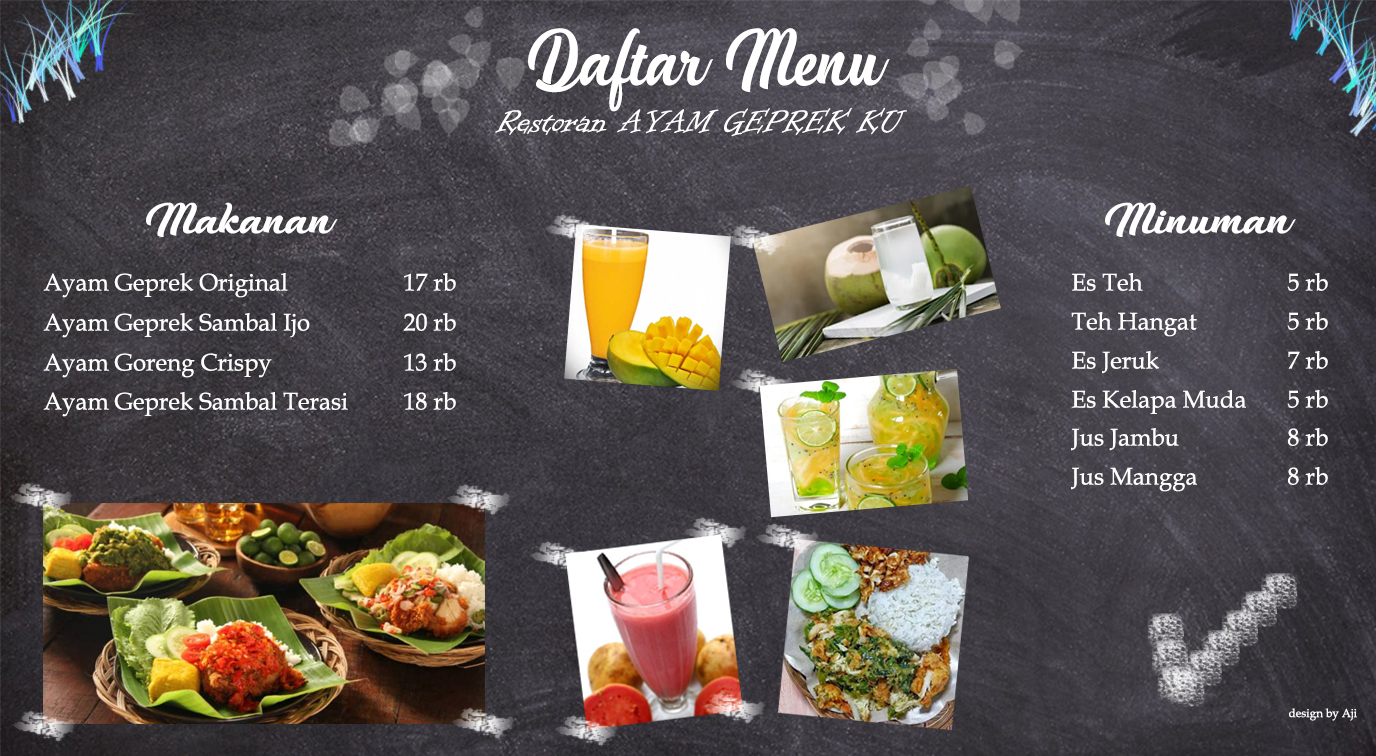 Daftar Menu
Restoran AYAM GEPREK KU
Makanan
Ayam Geprek Original 17 rb
Ayam Geprek Sambal Ijo 20 rb
Ayam Goreng Crispy 13 rb
Ayam Geprek Sambal Terasi 18 rb
Minuman
Es Teh 5 rb
Teh Hangat 5 rb
Es Jeruk 7 rb
Es Kelapa Muda 5 rb
Jus Jambu 8 rb
Jus Mangga 8 rb
design by Aji